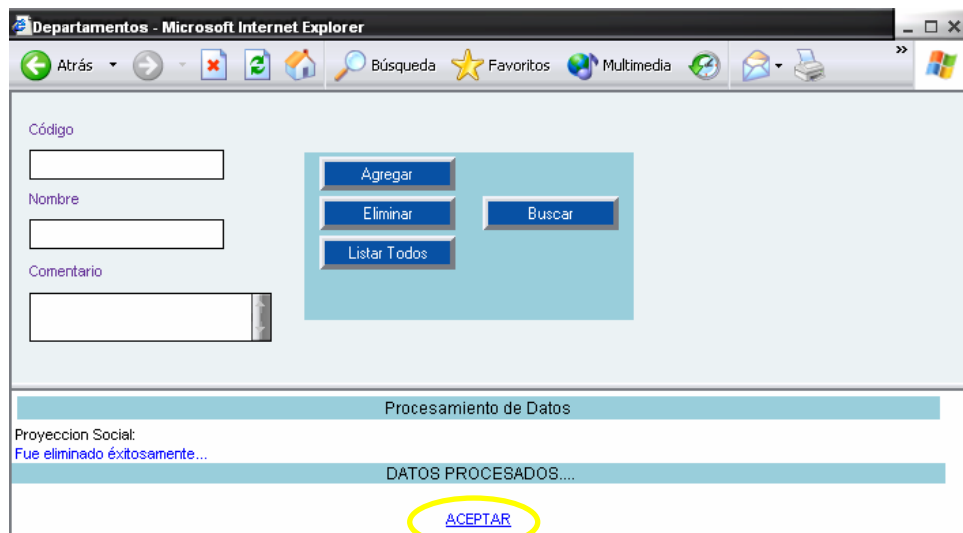 Departamentos - Microsoft Internet Explorer
Atrás Búsqueda Favoritos Multimedia »
Código
Agregar
Nombre
Eliminar Buscar
Listar Todos
Comentario
Procesamiento de Datos
Proyeccion Social:
Fue eliminado éxitosamente...
DATOS PROCESADOS....
ACEPTAR